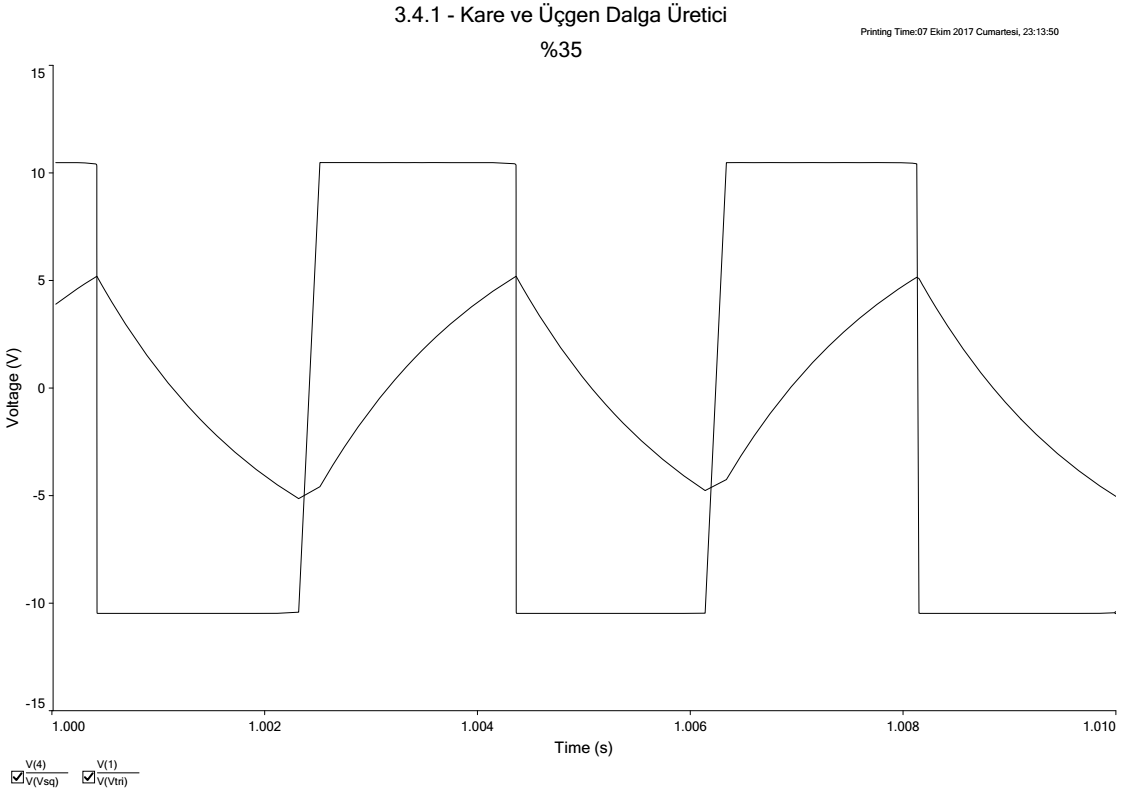 3.4.1 - Kare ve Üçgen Dalga Üretici
Printing Time:07 Ekim 2017 Cumartesi, 23:13:50
%35
15
10
5
0
-5
-10
-15
Voltage (V)
1.000 1.002 1.004 1.006 1.008 1.010
Time (s)
V(4) V(1)
V(Vsq) V(Vtri)